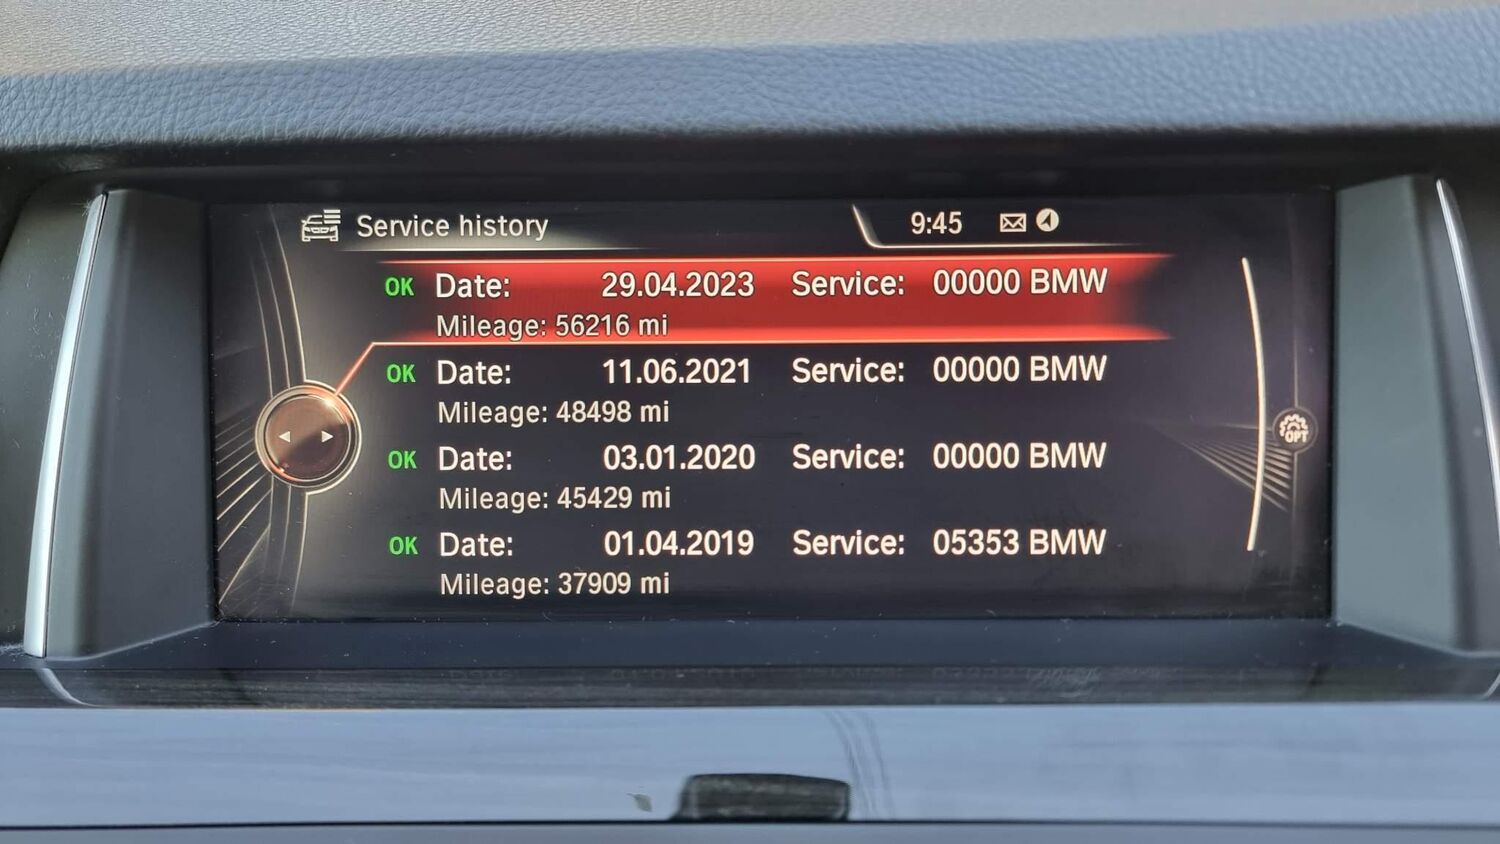 Service history 9:45
OK Date: 29.04.2023 Service: 00000 BMW
Mileage: 56216 mi
OK Date: 11.06.2021 Service: 00000 BMW
Mileage: 48498 mi
OK Date: 03.01.2020 Service: 00000 BMW
Mileage: 45429 mi
OPT
OK Date: 01.04.2019 Service: 05353 BMW
Mileage: 37909 mi